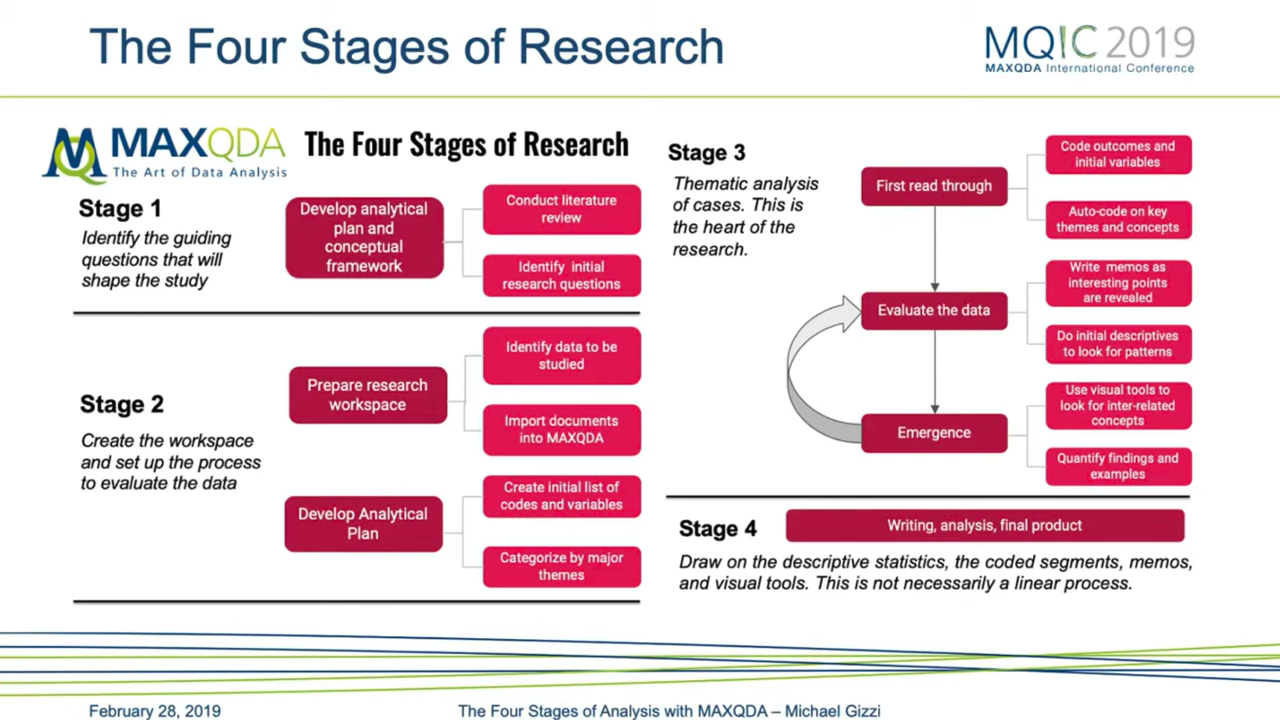 The Four Stages of Research
MQIC 2019
MAXQDA International Conference
MAXQDA
The Art of Data Analysis
The Four Stages of Research
Stage 1
Identify the guiding
questions that will
shape the study
Develop analytical
plan and
conceptual
framework
Conduct literature
review
Identify initial
research questions
Stage 2
Create the workspace
and set up the process
to evaluate the data
Prepare research
workspace
Identify data to be
studied
Import documents
into MAXQDA
Develop Analytical
Plan
Create initial list of
codes and variables
Categorize by major
themes
Stage 3
Thematic analysis
of cases. This is
the heart of the
research.
First read through
Code outcomes and
initial variables
Auto-code on key
themes and concepts
Evaluate the data
Write memos as
interesting points
are revealed
Do initial descriptives
to look for patterns
Emergence
Use visual tools to
look for inter-related
concepts
Quantify findings and
examples
Stage 4
Writing, analysis, final product
Draw on the descriptive statistics, the coded segments, memos,
and visual tools. This is not necessarily a linear process.
February 28, 2019
The Four Stages of Analysis with MAXQDA – Michael Gizzi